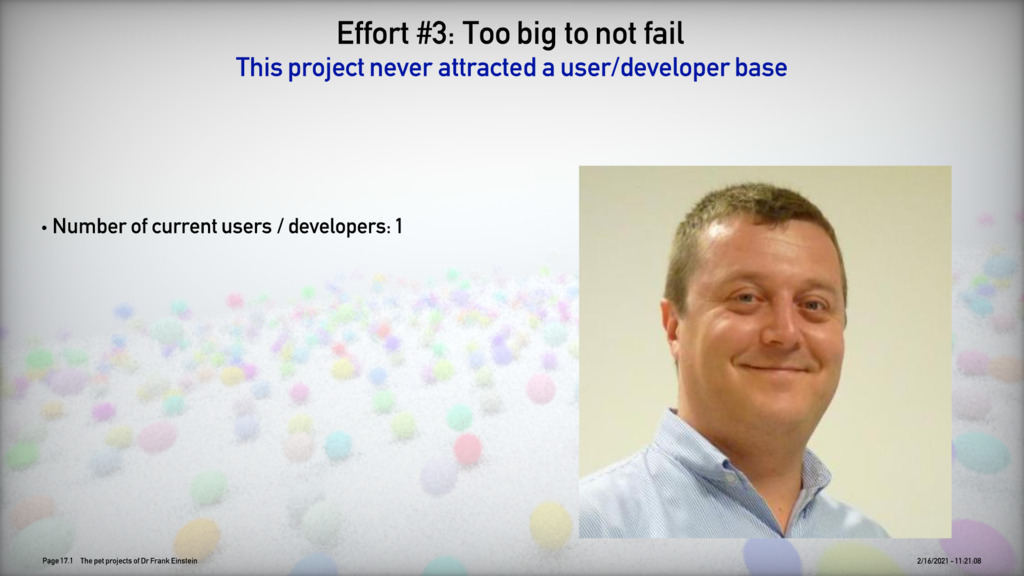 Effort #3: Too big to not fail
This project never attracted a user/developer base
• Number of current users / developers: 1
Page 17.1 The pet projects of Dr Frank Einstein
2/16/2021 - 11:21:08